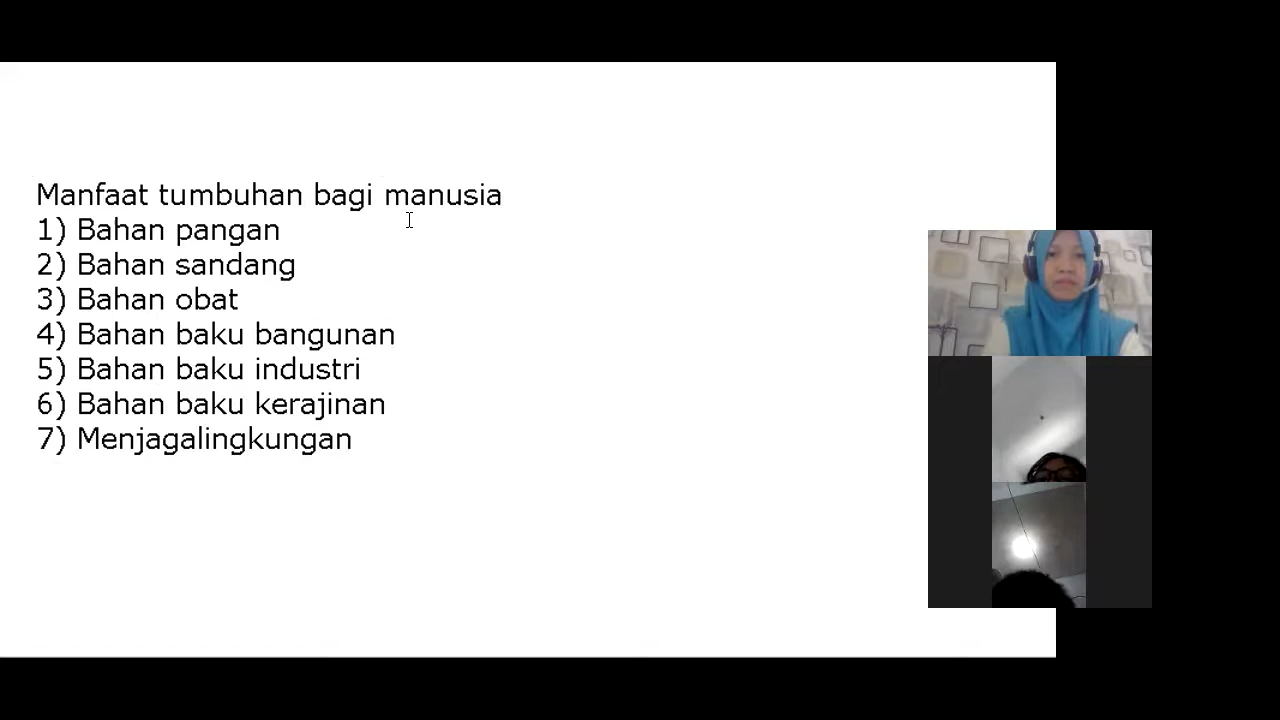 Manfaat tumbuhan bagi manusia
1) Bahan pangan
2) Bahan sandang
3) Bahan obat
4) Bahan baku bangunan
5) Bahan baku industri
6) Bahan baku kerajinan
7) Menjagalingkungan